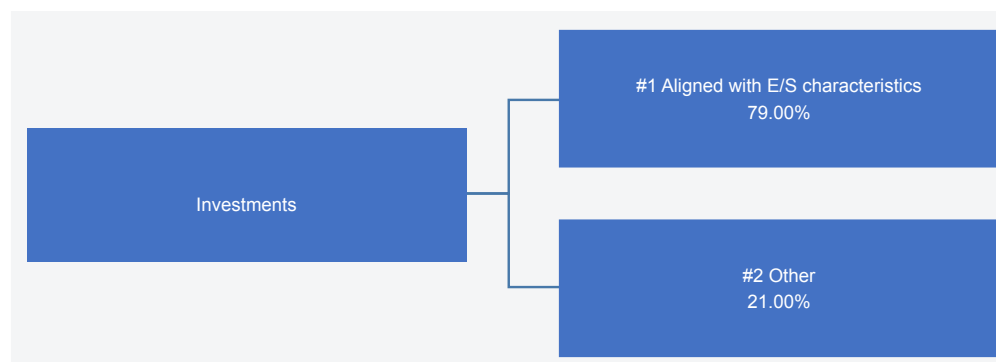 #1 Aligned with E/S characteristics
79.00%
Investments
#2 Other
21.00%